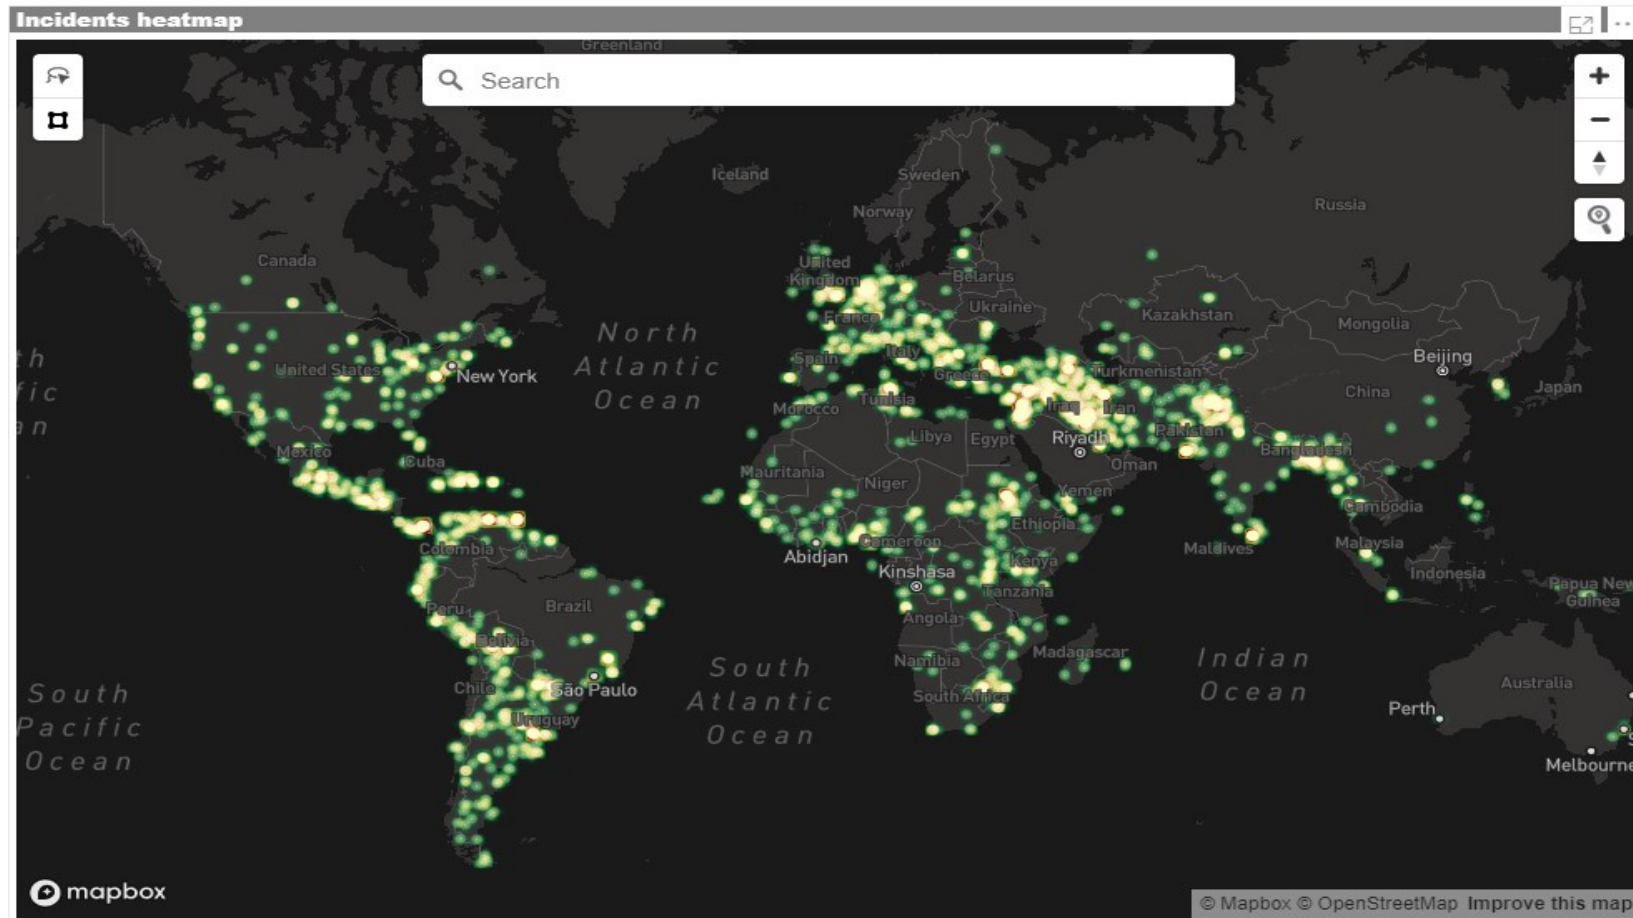 Incidents heatmap
Greenland
Search
Iceland
Sweden
Norway
Russia
Canada
United
Kingdom
Belarus
Ukraine
France
Kazakhstan
Mongolia
North
Atlantic
Ocean
Spain
Italy
Greece
Turkmenistan
Beijing
United States
New York
China
Japan
Morocco
Tunisia
Iraq
Iran
Pakistan
Libya
Egypt
Riyadh
Mexico
Cuba
Bangladesh
Oman
Mauritania
Niger
Yemen
Cambodia
Ethiopia
Colombia
Abidjan
Cameroon
Maldives
Malaysia
Kenya
Kinshasa
Indonesia
Papua New
Guinea
Peru
Brazil
Tanzania
Angola
Bolivia
Namibia
Madagascar
Indian
Ocean
South
Atlantic
Ocean
Chile
São Paulo
South Africa
Australia
South
Pacific
Ocean
Uruguay
Perth
Melbourne
mapbox
© Mapbox © OpenStreetMap Improve this map